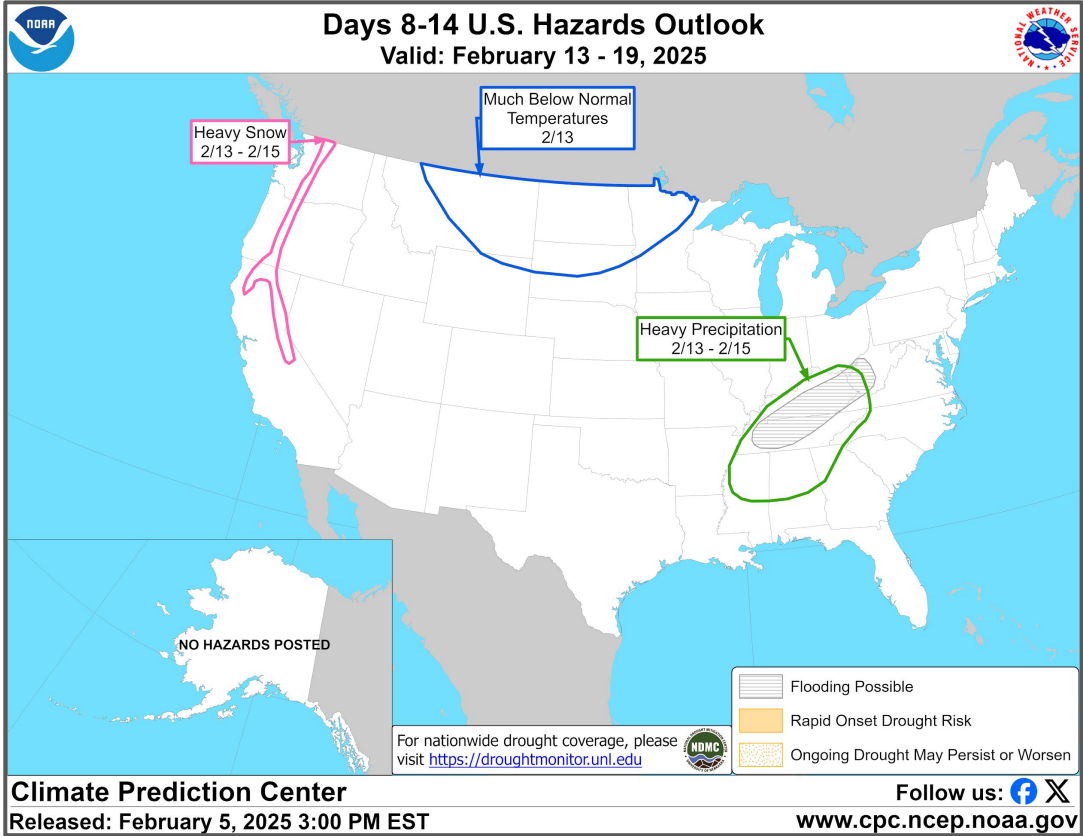 NOAA
Days 8-14 U.S. Hazards Outlook
Valid: February 13 - 19, 2025
NATIONAL WEATHER SERVICE
Much Below Normal
Temperatures
2/13
Heavy Snow
2/13 - 2/15
Heavy Precipitation
2/13 - 2/15
NO HAZARDS POSTED
Flooding Possible
Rapid Onset Drought Risk
Ongoing Drought May Persist or Worsen
For nationwide drought coverage, please
visit https://droughtmonitor.unl.edu
NDMC
Climate Prediction Center
Released: February 5, 2025 3:00 PM EST
Follow us:
www.cpc.ncep.noaa.gov